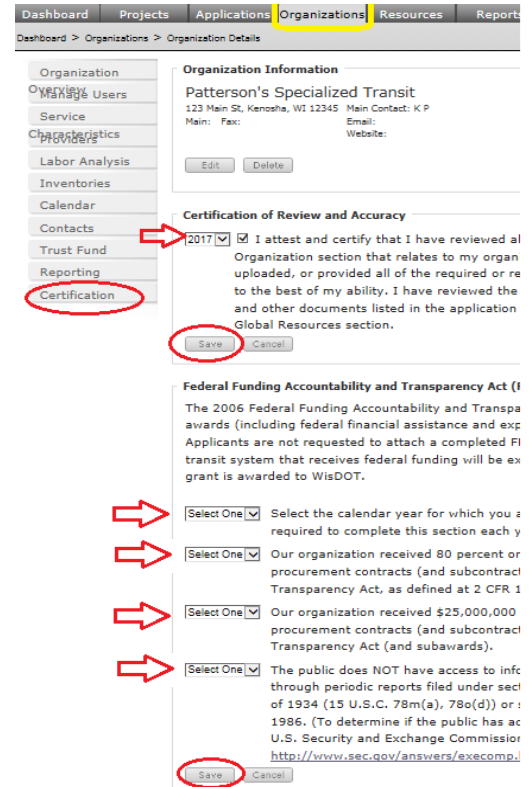 Dashboard Projects Applications Organizations Resources Reports
Dashboard > Organizations > Organization Details
Organization
Overview
Manage Users
Service
Characteristics
Providers
Labor Analysis
Inventories
Calendar
Contacts
Trust Fund
Reporting
Certification
Organization Information
Patterson's Specialized Transit
123 Main St, Kenosha, WI 12345 Main Contact: K P
Main: Fax: Email:
Website:
Edit Delete
Certification of Review and Accuracy
2017 I attest and certify that I have reviewed al
Organization section that relates to my organi
uploaded, or provided all of the required or re
to the best of my ability. I have reviewed the
and other documents listed in the application
Global Resources section.
Save Cancel
Federal Funding Accountability and Transparency Act (F
The 2006 Federal Funding Accountability and Transpa
awards (including federal financial assistance and exp
Applicants are not requested to attach a completed FF
transit system that receives federal funding will be ex
grant is awarded to WisDOT.
Select One Select the calendar year for which you a
required to complete this section each y
Select One Our organization received 80 percent or
procurement contracts (and subcontract
Transparency Act, as defined at 2 CFR 1
Select One Our organization received $25,000,000
procurement contracts (and subcontract
Transparency Act (and subawards).
Select One The public does NOT have access to info
through periodic reports filed under sect
of 1934 (15 U.S.C. 78m(a), 78o(d)) or s
1986. (To determine if the public has ac
U.S. Security and Exchange Commission
http://www.sec.gov/answers/execomp.h
Save Cancel